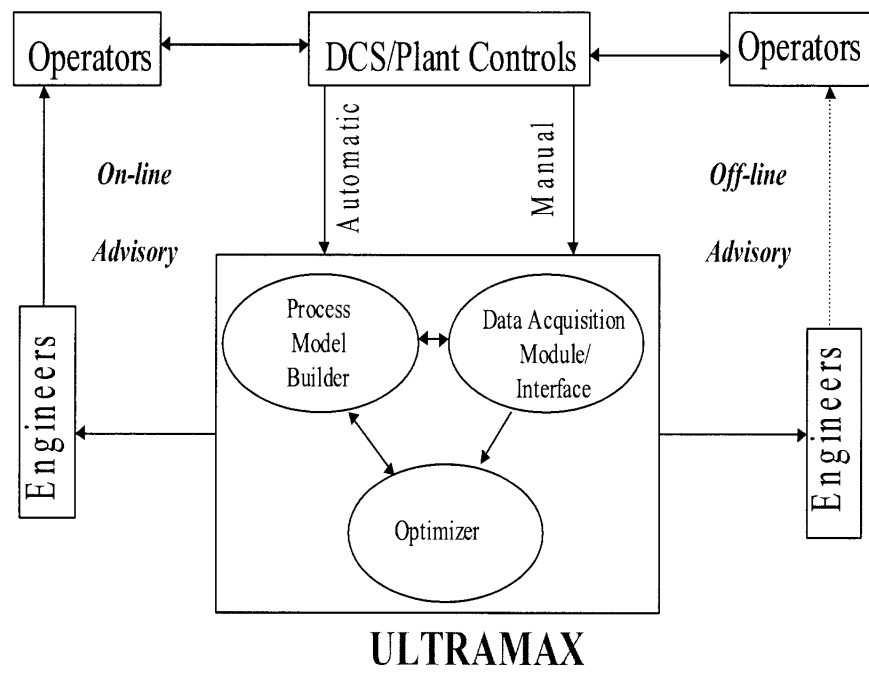 Operators
DCS/Plant Controls
Operators
On-line
Advisory
Automatic
Manual
Off-line
Advisory
Engineers
Process
Model
Builder
Data Acquisition
Module/
Interface
Optimizer
Engineers
ULTRAMAX